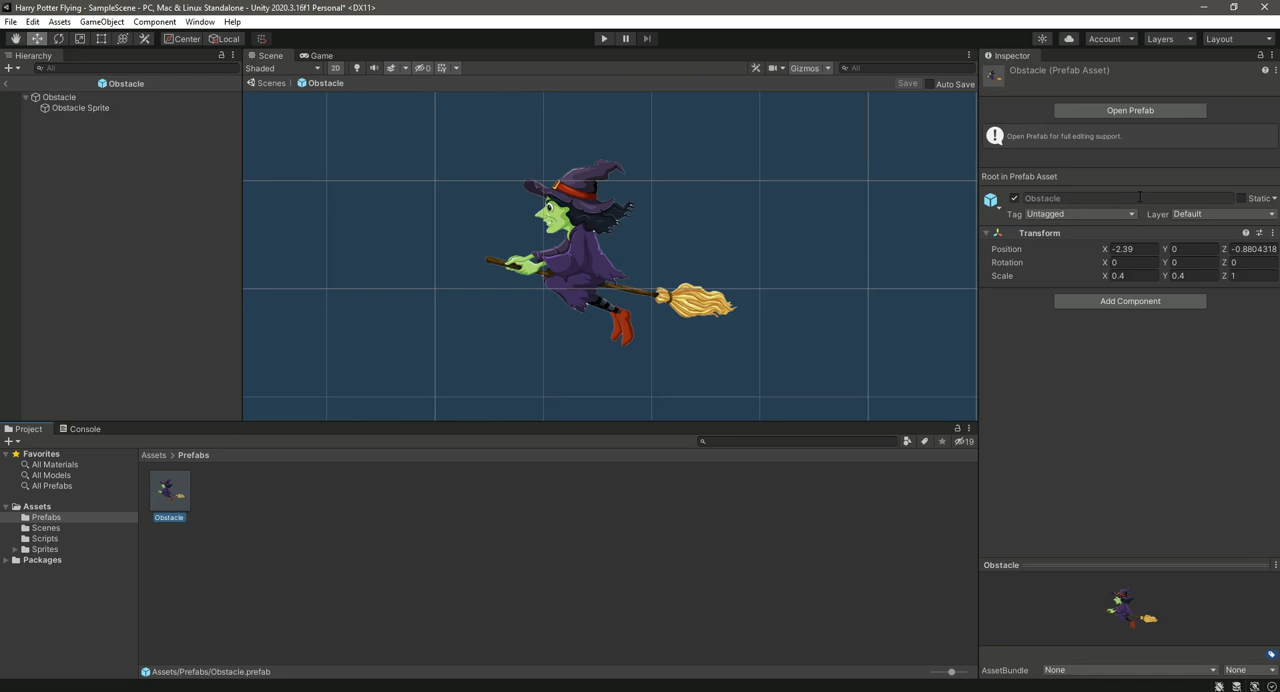 Harry Potter Flying - SampleScene - PC, Mac & Linux Standalone - Unity 2020.3.16f1 Personal* <DX11>
File Edit Assets GameObject Component Window Help
Center Local Account Layers Layout
Hierarchy Scene Game Inspector
All Shaded 2D 0 Gizmos All Obstacle (Prefab Asset)
Obstacle Scenes Obstacle Save Auto Save
Obstacle
Obstacle Sprite
Open Prefab
Open Prefab for full editing support.
Root in Prefab Asset
Obstacle Static
Tag Untagged Layer Default
Transform
Position X -2.39 Y 0 Z -0.8804318
Rotation X 0 Y 0 Z 0
Scale X 0.4 Y 0.4 Z 1
Add Component
Project Console
19
Favorites
All Materials
All Models
All Prefabs
Assets
Prefabs
Scenes
Scripts
Sprites
Packages
Assets Prefabs
Obstacle
Assets/Prefabs/Obstacle.prefab
Obstacle
AssetBundle None None